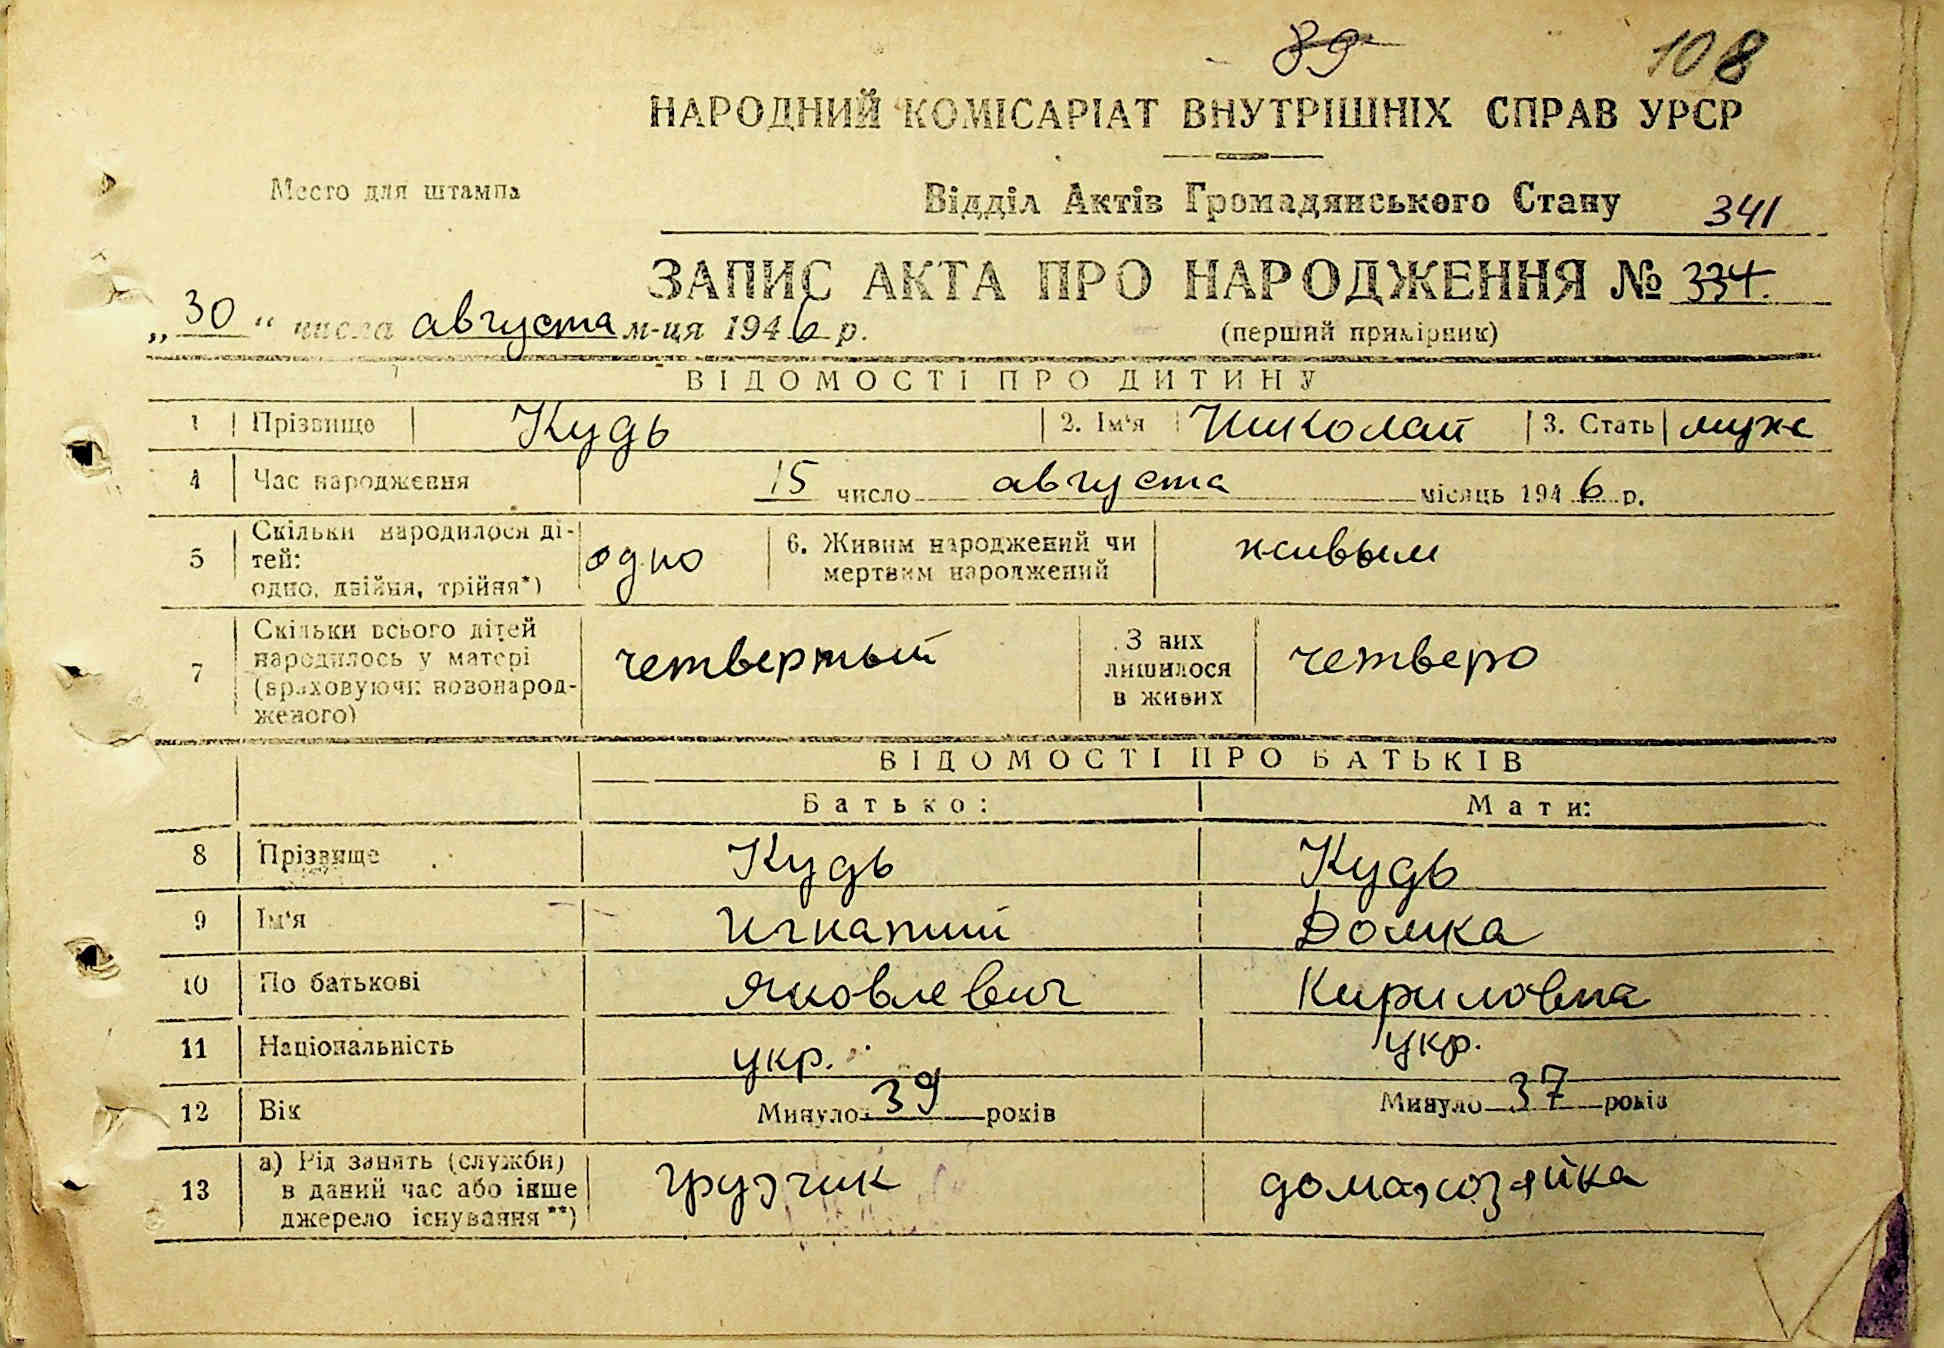 89
108
НАРОДНИЙ КОМІСАРІАТ ВНУТРІШНІХ СПРАВ УРСР
Место для штампа
Відділ Актів Громадянського Стану 341
ЗАПИС АКТА ПРО НАРОДЖЕННЯ № 334.
„30“ числа августа м-ця 1946 р. (перший примірник)
ВІДОМОСТІ ПРО ДИТИНУ
1 Прізвище Кудь 2. Ім'я Николай 3. Стать муж
4 Час народження 15 число августа місяць 1946 р.
5 Скільки народилося ді-
тей:
одно, двійня, трійня*) одно 6. Живим народжений чи
мертвим народжений живым
7 Скільки всього дітей
народилось у матері
(враховуючи новонарод-
женого) четвертый З них
лишилося
в живих четверо
ВІДОМОСТІ ПРО БАТЬКІВ
Батько: Мати:
8 Прізвище Кудь Кудь
9 Ім'я Игнатий Домка
10 По батькові Яковлевич Кириловна
11 Національність укр. укр.
12 Вік Минуло 39 років Минуло 37 років
13 а) Рід занять (служби)
в даний час або інше
джерело існування**) грузчик домахозяйка